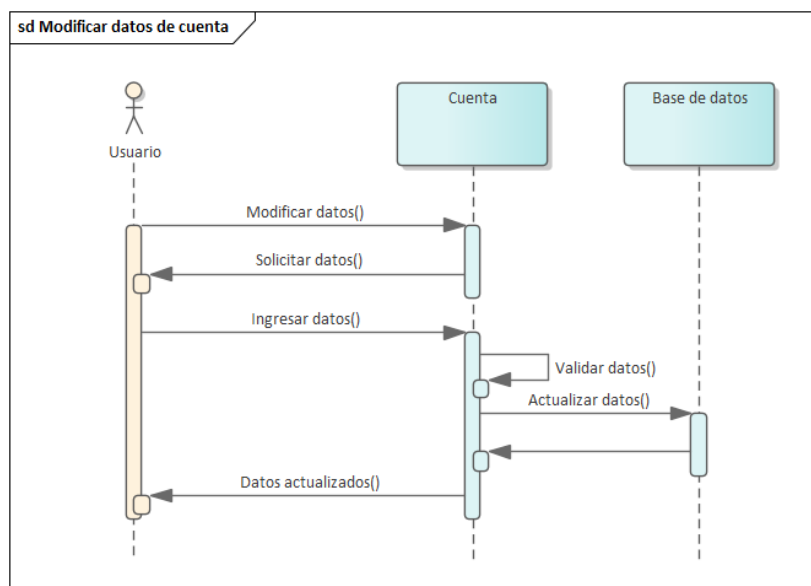 sd Modificar datos de cuenta
Cuenta
Base de datos
Usuario
Modificar datos()
Solicitar datos()
Ingresar datos()
Validar datos()
Actualizar datos()
Datos actualizados()